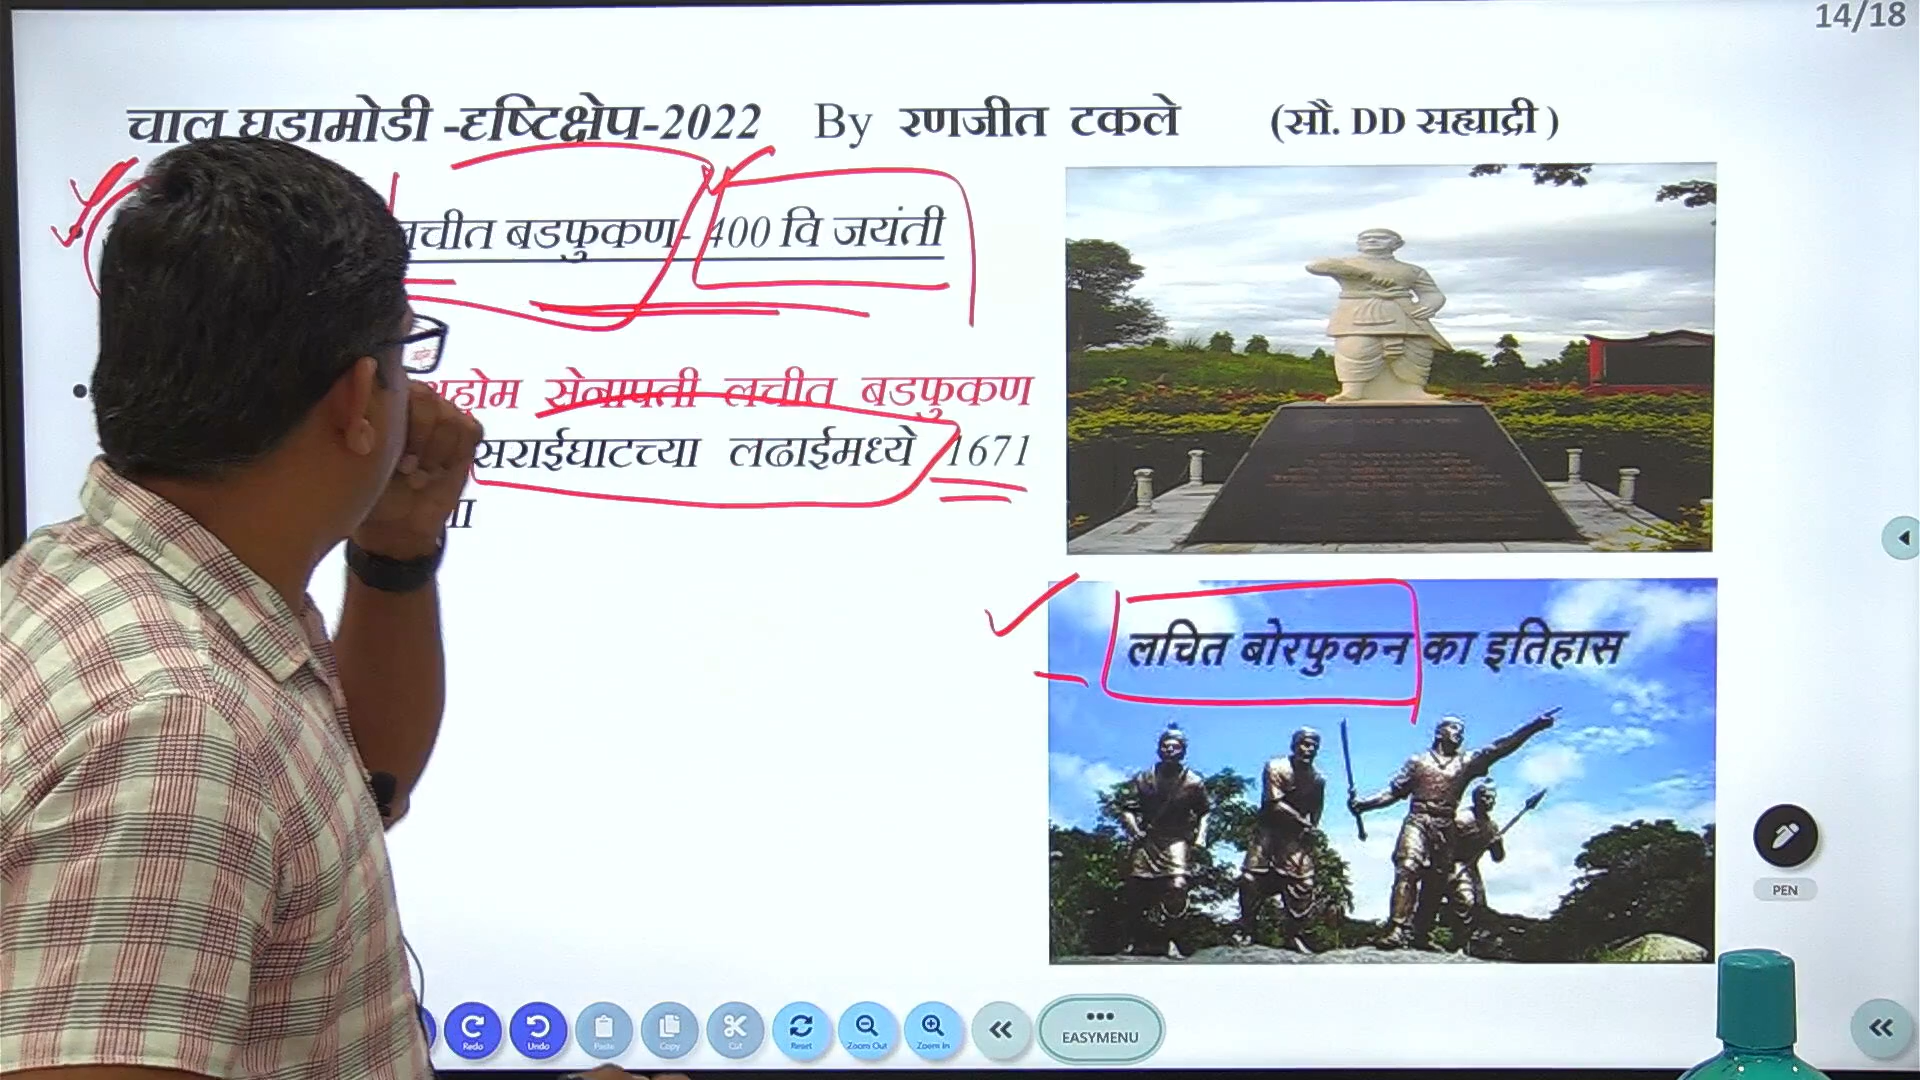 14/18
चालू घडामोडी -दृष्टिक्षेप-2022 By रणजीत टकले (सौ. DD सह्याद्री )
लचीत बडफुकण- 400 वि जयंती
अहोम सेनापती लचीत बडफुकण
सराईघाटच्या लढाईमध्ये 1671
लचित बोरफुकन का इतिहास
PEN
Redo Undo Paste Copy Cut Reset Zoom Out Zoom In EASYMENU